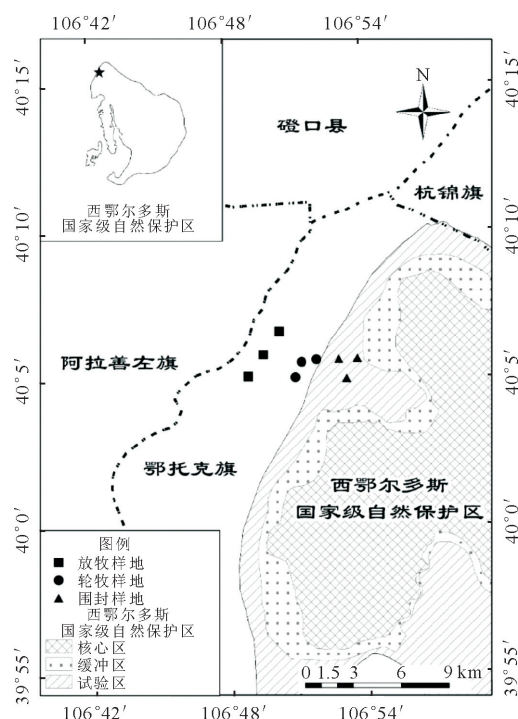 106°42′ 106°48′ 106°54′
40°15′
40°10′
40°5′
40°0′
39°55′
西鄂尔多斯
国家级自然保护区
N
磴口县
杭锦旗
阿拉善左旗
鄂托克旗
西鄂尔多斯
国家级自然保护区
图例
放牧样地
轮牧样地
围封样地
西鄂尔多斯
国家级自然保护区
核心区
缓冲区
试验区
0 1.5 3 6 9 km
40°15′
40°10′
40°5′
40°0′
39°55′
106°42′ 106°48′ 106°54′